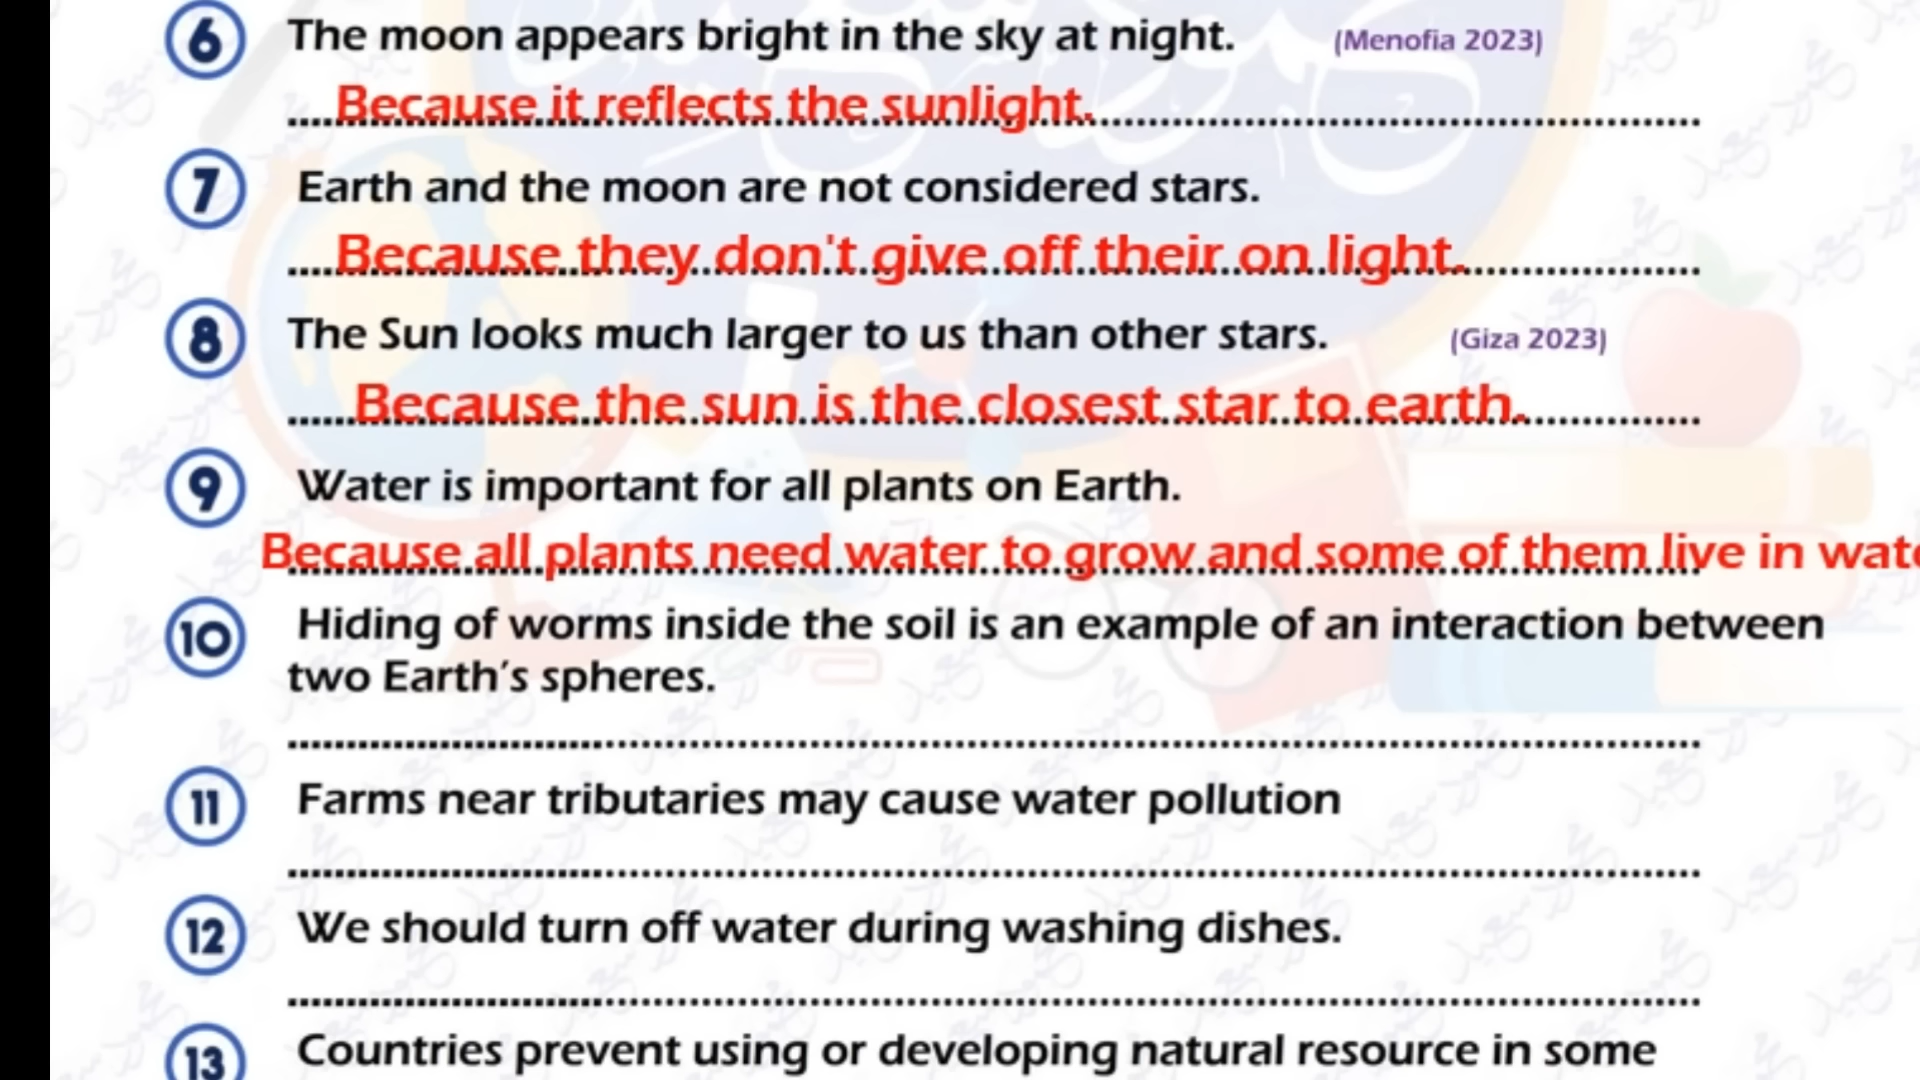 6 The moon appears bright in the sky at night. (Menofia 2023)
Because it reflects the sunlight.
7 Earth and the moon are not considered stars.
Because they don't give off their on light.
8 The Sun looks much larger to us than other stars. (Giza 2023)
Because the sun is the closest star to earth.
9 Water is important for all plants on Earth.
Because all plants need water to grow and some of them live in wat
10 Hiding of worms inside the soil is an example of an interaction between
two Earth's spheres.
11 Farms near tributaries may cause water pollution
12 We should turn off water during washing dishes.
13 Countries prevent using or developing natural resource in some